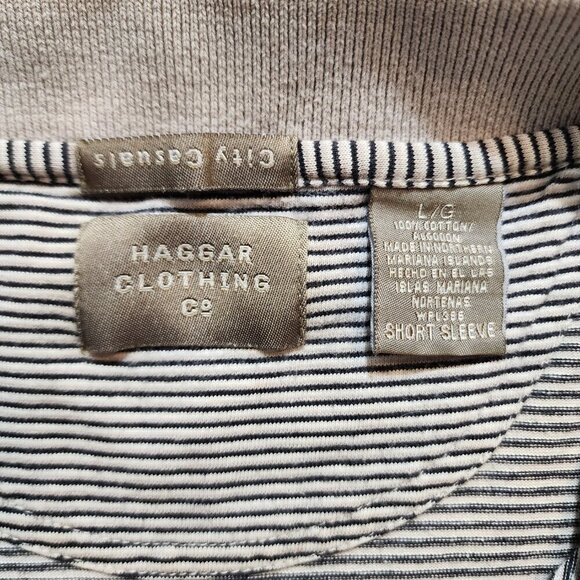 City Casuals
HAGGAR
CLOTHING
Cº
L/G
100% COTTON/
ALGODON
MADE IN NORTHERN
MARIANA ISLANDS
HECHO EN EL LAS
ISLAS MARIANA
NORTENAS
WPL386
SHORT SLEEVE